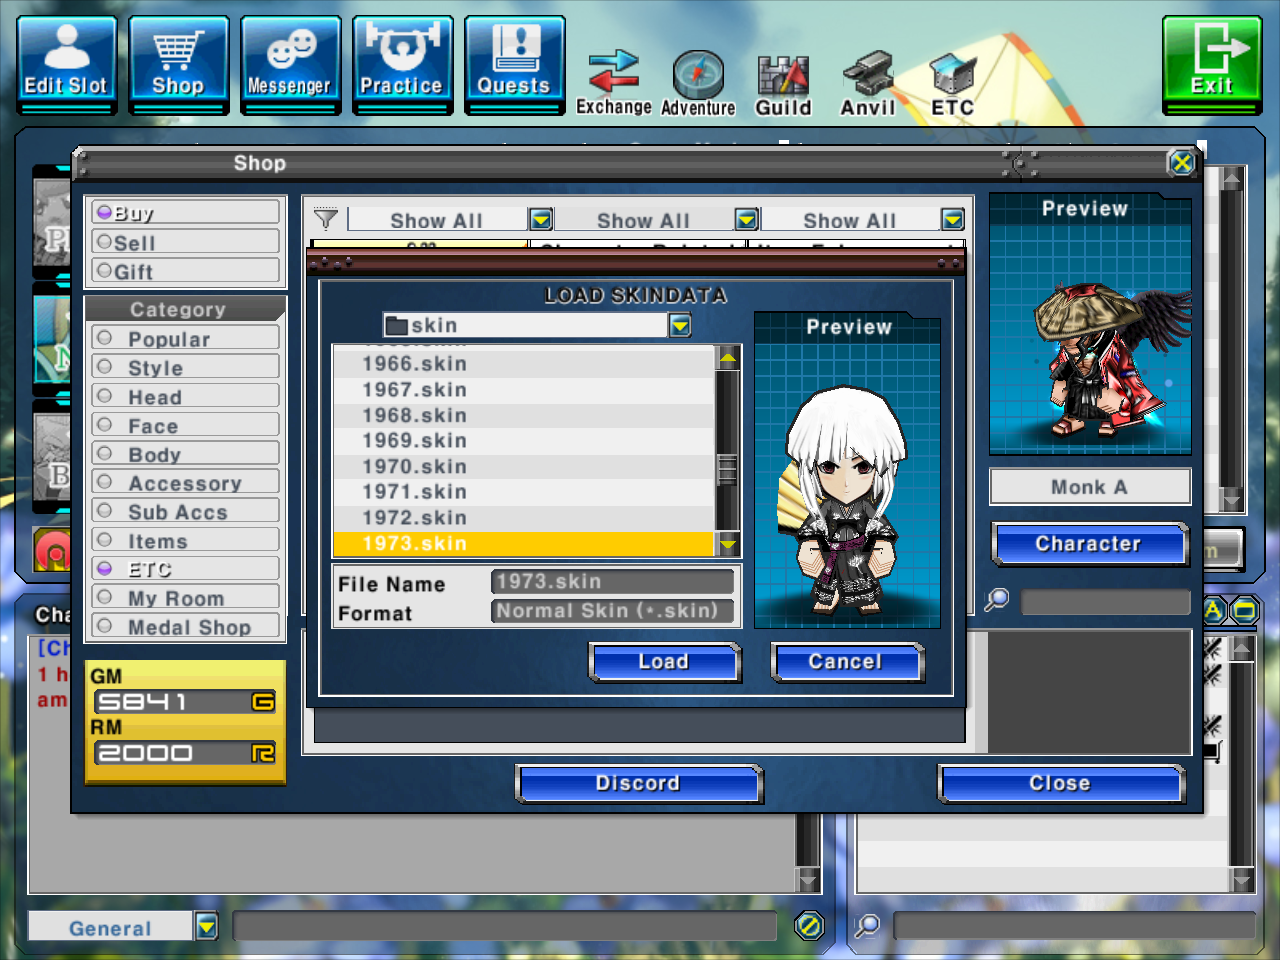 Edit Slot
Shop
Messenger
Practice
Quests
Exchange
Adventure
Guild
Anvil
ETC
Exit
Shop
Buy
Sell
Gift
Category
Popular
Style
Head
Face
Body
Accessory
Sub Accs
Items
ETC
My Room
Medal Shop
GM
5841 G
RM
2000 R
Show All
Show All
Show All
LOAD SKINDATA
skin
1966.skin
1967.skin
1968.skin
1969.skin
1970.skin
1971.skin
1972.skin
1973.skin
File Name
1973.skin
Format
Normal Skin (*.skin)
Preview
Load
Cancel
Preview
Monk A
Character
Discord
Close
Cha
[Ch
1 h
am
A
General